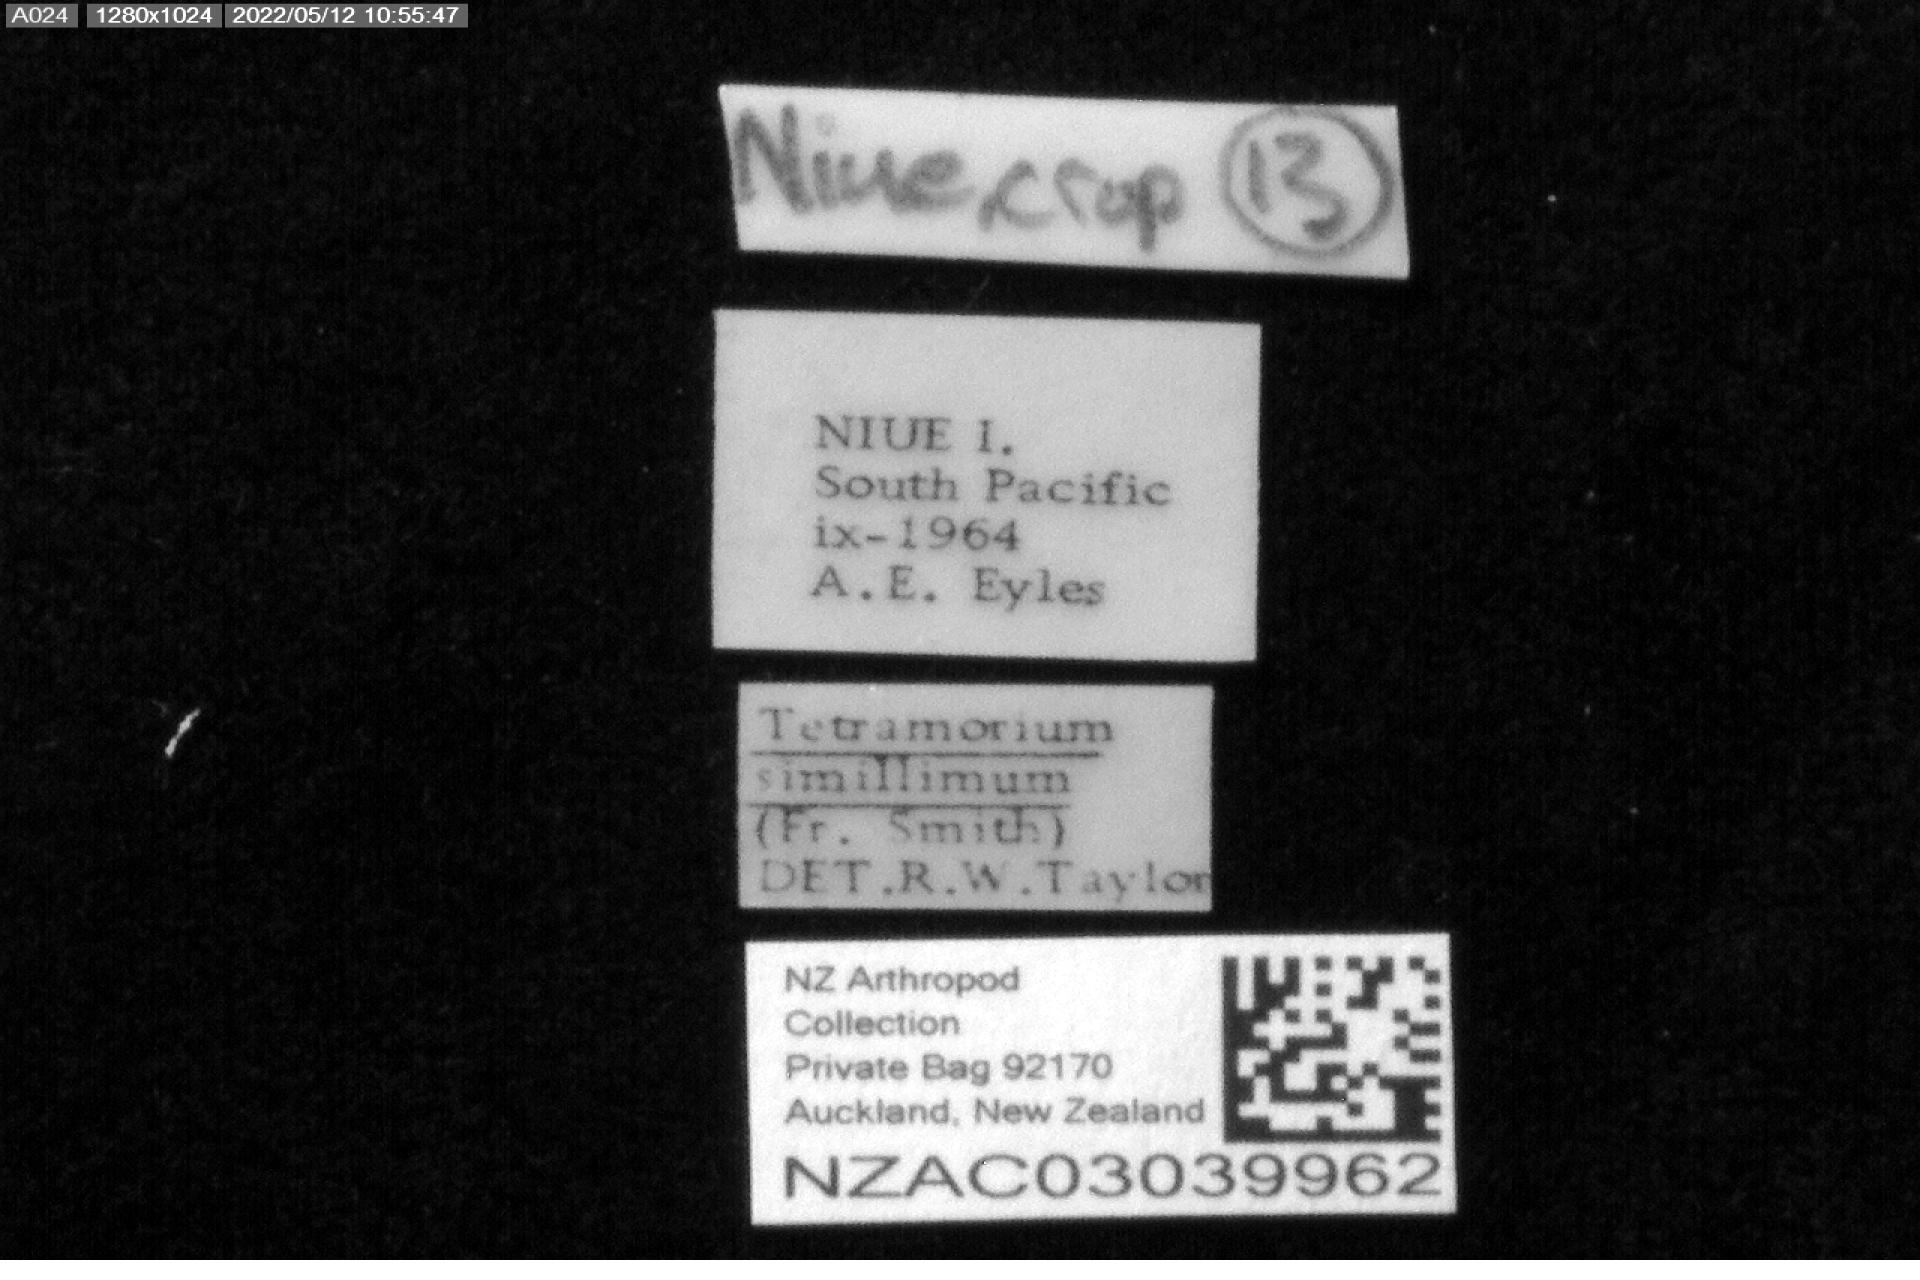 A024 1280x1024 2022/05/12 10:55:47
Niue, crop 13
NIUE I.
South Pacific
ix-1964
A.E. Eyles
Tetramorium
simillimum
(Fr. Smith)
DET.R.W.Taylor
NZ Arthropod
Collection
Private Bag 92170
Auckland, New Zealand
NZAC03039962